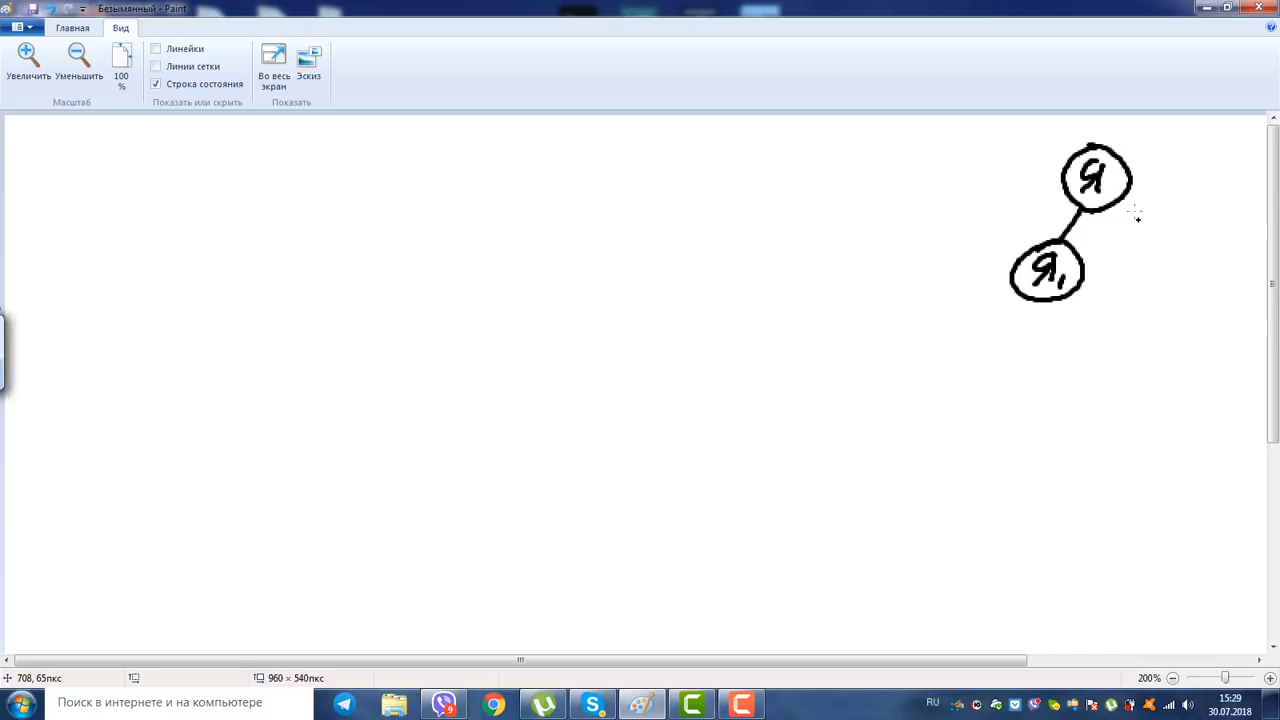 Безымянный - Paint
Главная
Вид
Увеличить
Уменьшить
100
%
Масштаб
Линейки
Линии сетки
Строка состояния
Показать или скрыть
Во весь
экран
Эскиз
Показать
Я
Я1
708, 65пкс
960 × 540пкс
200%
Поиск в интернете и на компьютере
9
RU
15:29
30.07.2018